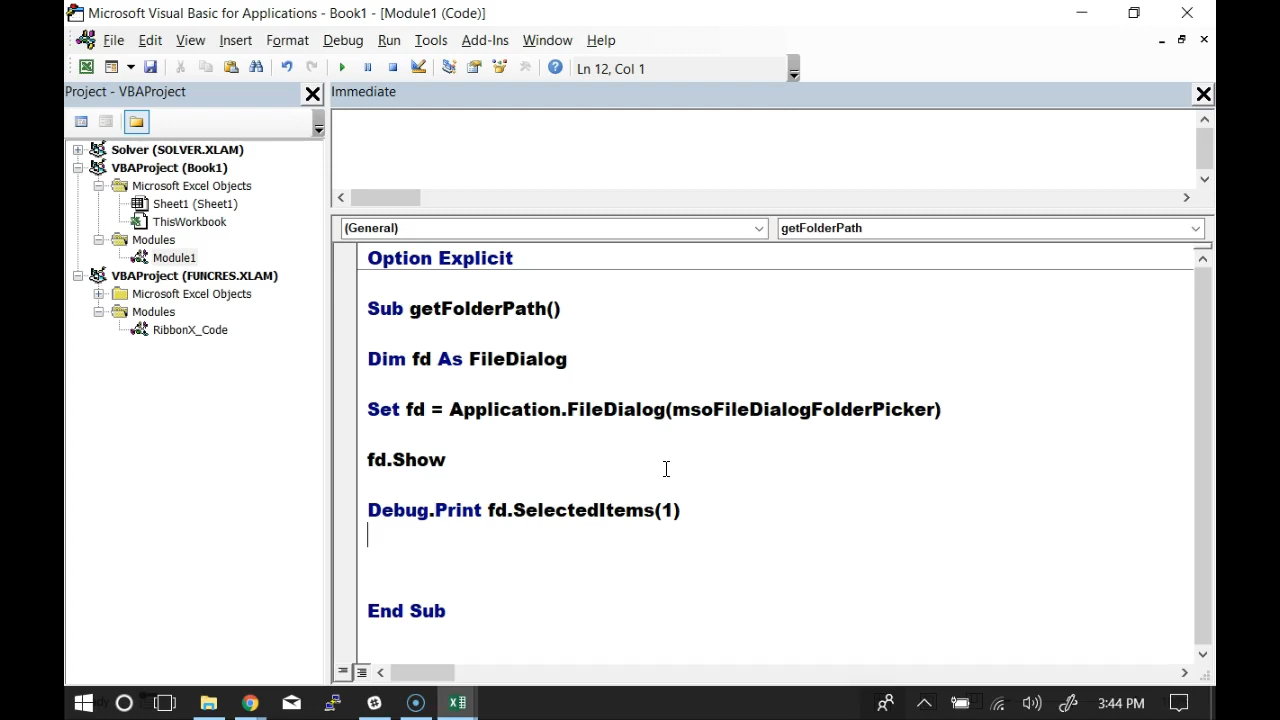 Microsoft Visual Basic for Applications - Book1 - [Module1 (Code)]
File Edit View Insert Format Debug Run Tools Add-Ins Window Help
Ln 12, Col 1
Project - VBAProject
Immediate
Solver (SOLVER.XLAM)
VBAProject (Book1)
Microsoft Excel Objects
Sheet1 (Sheet1)
ThisWorkbook
Modules
Module1
VBAProject (FUNCRES.XLAM)
Microsoft Excel Objects
Modules
RibbonX_Code
(General)
getFolderPath
Option Explicit
Sub getFolderPath()
Dim fd As FileDialog
Set fd = Application.FileDialog(msoFileDialogFolderPicker)
fd.Show
Debug.Print fd.SelectedItems(1)
End Sub
3:44 PM